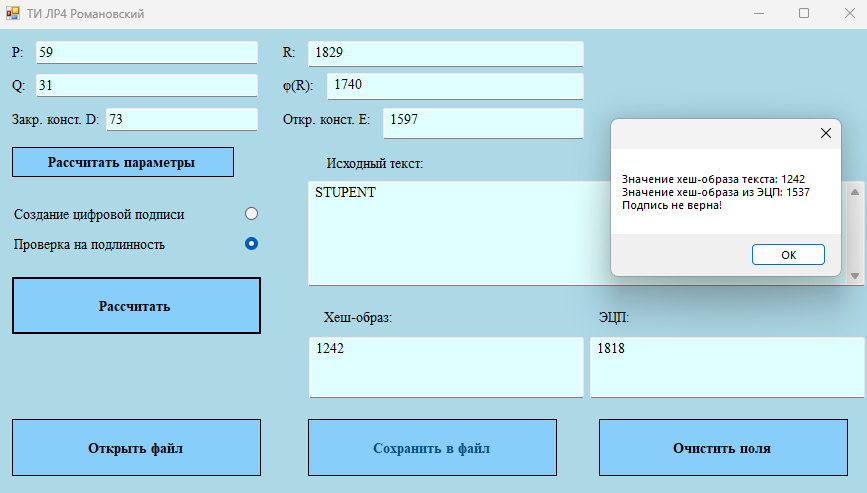 ТИ ЛР4 Романовский
P: 59
R: 1829
Q: 31
φ(R): 1740
Закр. конст. D: 73
Откр. конст. E: 1597
Рассчитать параметры
Исходный текст:
STUPENT
Создание цифровой подписи
Проверка на подлинность
Рассчитать
Значение хеш-образа текста: 1242
Значение хеш-образа из ЭЦП: 1537
Подпись не верна!
OK
Хеш-образ:
ЭЦП:
1242
1818
Открыть файл
Сохранить в файл
Очистить поля